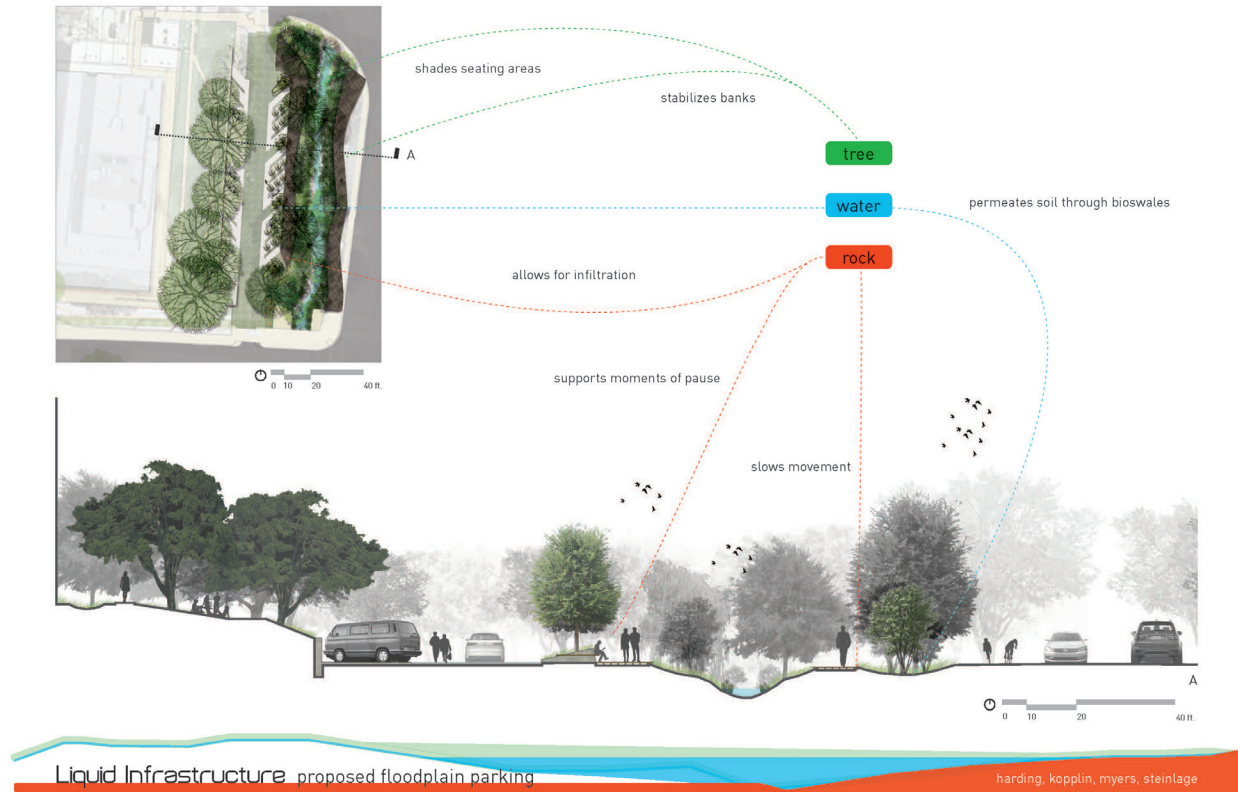 shades seating areas
stabilizes banks
A
tree
water
permeates soil through bioswales
rock
allows for infiltration
0 10 20 40 ft.
supports moments of pause
slows movement
A
0 10 20 40 ft.
Liquid Infrastructure proposed floodplain parking
harding, kopplin, myers, steinlage